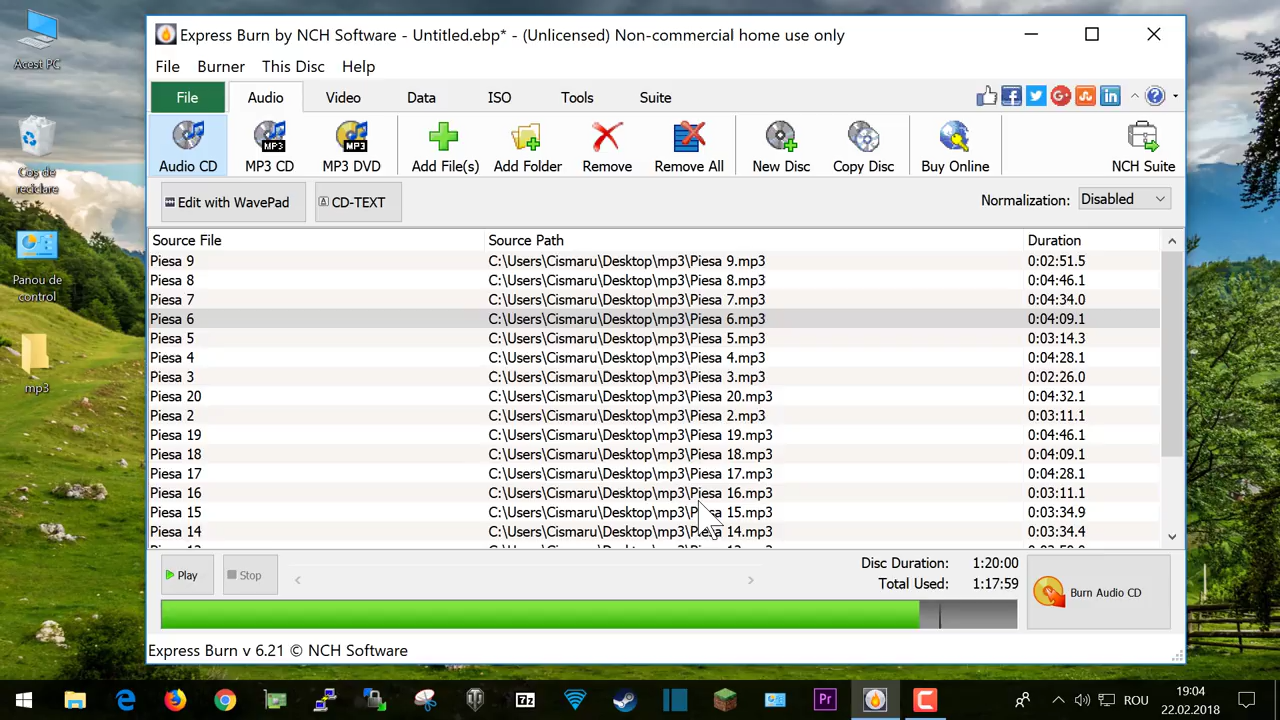 Acest PC
Coș de reciclare
Panou de control
mp3
Express Burn by NCH Software - Untitled.ebp* - (Unlicensed) Non-commercial home use only
File Burner This Disc Help
File Audio Video Data ISO Tools Suite
Audio CD MP3 CD MP3 DVD Add File(s) Add Folder Remove Remove All New Disc Copy Disc Buy Online NCH Suite
Edit with WavePad CD-TEXT Normalization: Disabled
Source File Source Path Duration
Piesa 9 C:\Users\Cismaru\Desktop\mp3\Piesa 9.mp3 0:02:51.5
Piesa 8 C:\Users\Cismaru\Desktop\mp3\Piesa 8.mp3 0:04:46.1
Piesa 7 C:\Users\Cismaru\Desktop\mp3\Piesa 7.mp3 0:04:34.0
Piesa 6 C:\Users\Cismaru\Desktop\mp3\Piesa 6.mp3 0:04:09.1
Piesa 5 C:\Users\Cismaru\Desktop\mp3\Piesa 5.mp3 0:03:14.3
Piesa 4 C:\Users\Cismaru\Desktop\mp3\Piesa 4.mp3 0:04:28.1
Piesa 3 C:\Users\Cismaru\Desktop\mp3\Piesa 3.mp3 0:02:26.0
Piesa 20 C:\Users\Cismaru\Desktop\mp3\Piesa 20.mp3 0:04:32.1
Piesa 2 C:\Users\Cismaru\Desktop\mp3\Piesa 2.mp3 0:03:11.1
Piesa 19 C:\Users\Cismaru\Desktop\mp3\Piesa 19.mp3 0:04:46.1
Piesa 18 C:\Users\Cismaru\Desktop\mp3\Piesa 18.mp3 0:04:09.1
Piesa 17 C:\Users\Cismaru\Desktop\mp3\Piesa 17.mp3 0:04:28.1
Piesa 16 C:\Users\Cismaru\Desktop\mp3\Piesa 16.mp3 0:03:11.1
Piesa 15 C:\Users\Cismaru\Desktop\mp3\Piesa 15.mp3 0:03:34.9
Piesa 14 C:\Users\Cismaru\Desktop\mp3\Piesa 14.mp3 0:03:34.4
Play Stop Disc Duration: 1:20:00
Total Used: 1:17:59
Burn Audio CD
Express Burn v 6.21 © NCH Software
ROU 19:04
22.02.2018